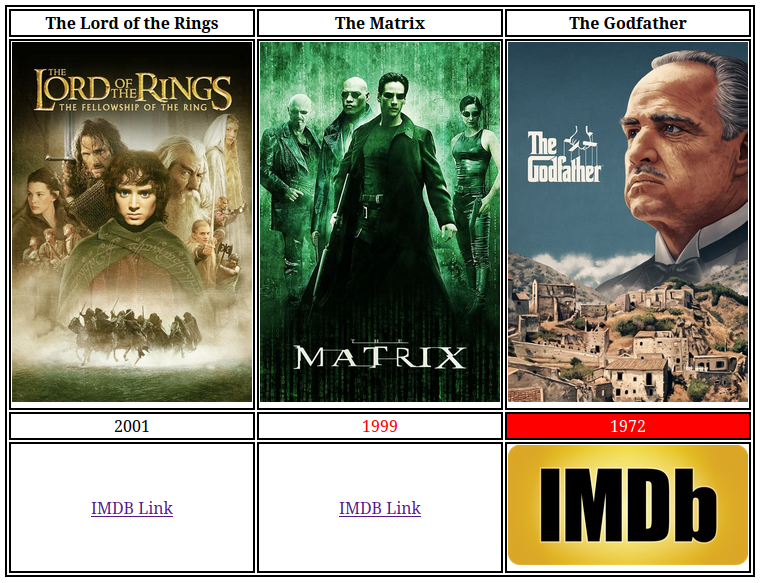 The Lord of the Rings
The Matrix
The Godfather
THE
LORD OF THE RINGS
THE FELLOWSHIP OF THE RING
THE
MATRIX
The
Godfather
2001
1999
1972
IMDB Link
IMDB Link
IMDb